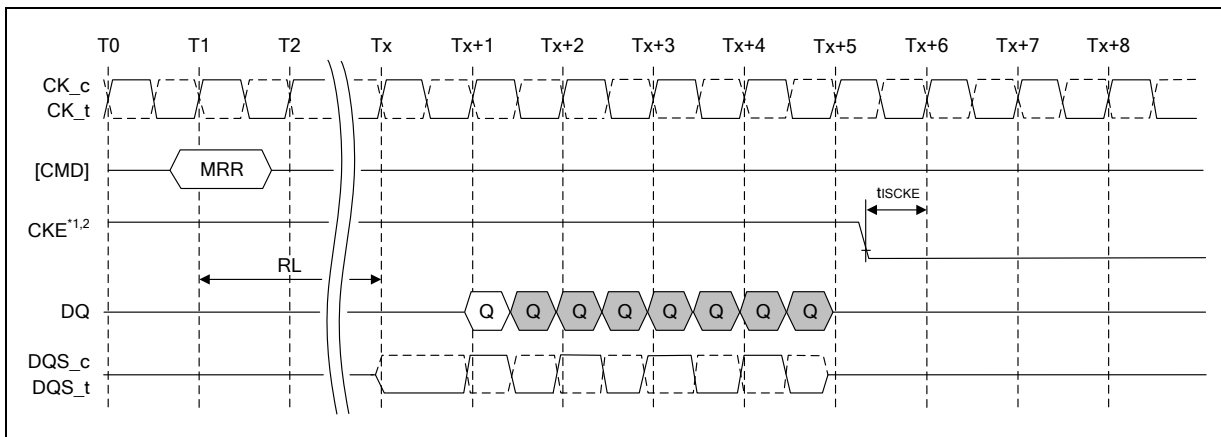 T0 T1 T2 Tx Tx+1 Tx+2 Tx+3 Tx+4 Tx+5 Tx+6 Tx+7 Tx+8
CK_c
CK_t
[CMD] MRR
tISCKE
CKE*1,2
RL
DQ Q Q Q Q Q Q Q Q
DQS_c
DQS_t